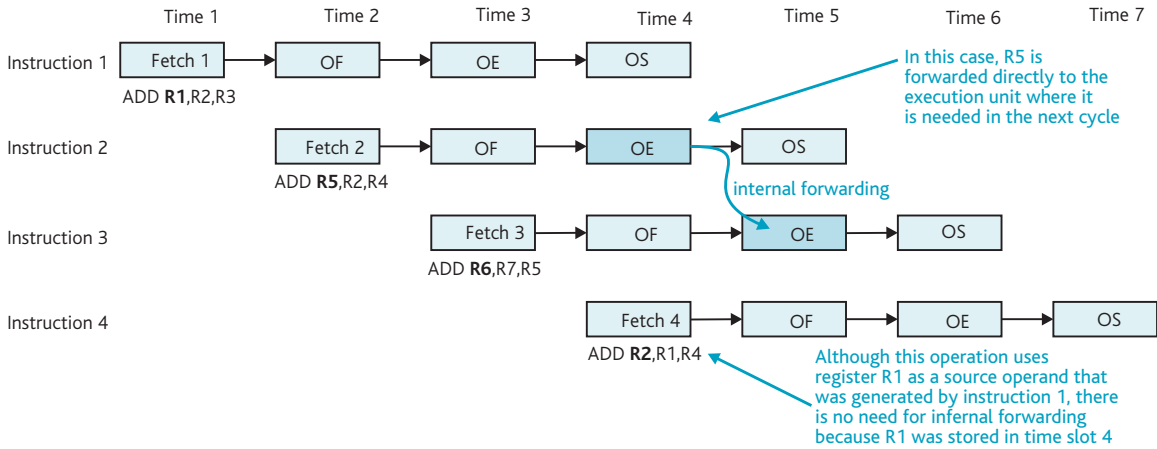 Time 1 Time 2 Time 3 Time 4 Time 5 Time 6 Time 7
Instruction 1 Fetch 1 OF OE OS
ADD R1,R2,R3
In this case, R5 is
forwarded directly to the
execution unit where it
is needed in the next cycle
Instruction 2 Fetch 2 OF OE OS
ADD R5,R2,R4
internal forwarding
Instruction 3 Fetch 3 OF OE OS
ADD R6,R7,R5
Instruction 4 Fetch 4 OF OE OS
ADD R2,R1,R4
Although this operation uses
register R1 as a source operand that
was generated by instruction 1, there
is no need for infernal forwarding
because R1 was stored in time slot 4